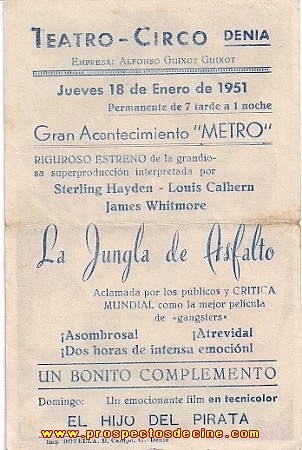 TEATRO-CIRCO DENIA
EMPRESA: ALFONSO GUIXOT GUIXOT
Jueves 18 de Enero de 1951
Permanente de 7 tarde a 1 noche
Gran Acontecimiento "METRO"
RIGUROSO ESTRENO de la grandio-
sa superproducción interpretada por
Sterling Hayden - Louis Calhern
James Whitmore
La Jungla de Asfalto
Aclamada por los públicos y CRITICA
MUNDIAL como la mejor película
de «gangsters»
¡Asombrosa! ¡Atrevida!
¡Dos horas de intensa emoción!
UN BONITO COMPLEMENTO
Domingo: Un emocionante film en tecnicolor
EL HIJO DEL PIRATA
Imp. BOTELLA, M. Campo, Denia
www.prospectosdecine.com